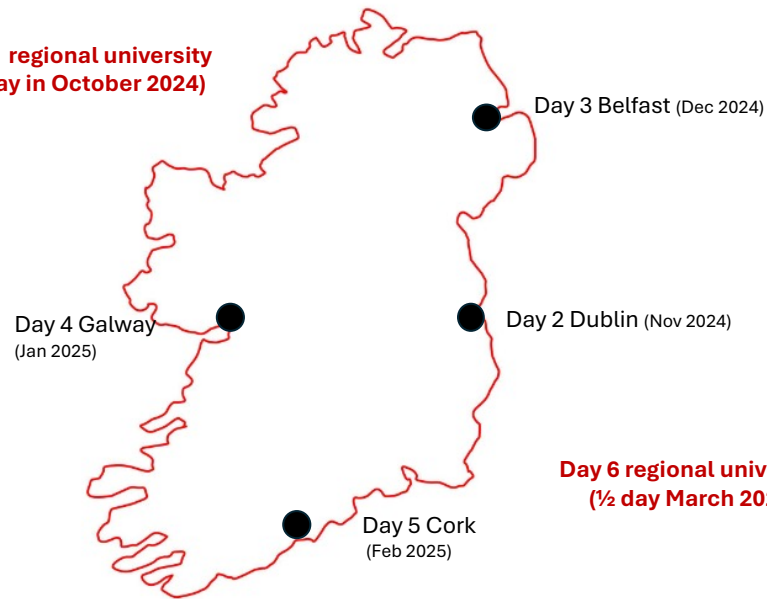 regional university
ay in October 2024)
Day 3 Belfast (Dec 2024)
Day 4 Galway
(Jan 2025)
Day 2 Dublin (Nov 2024)
Day 6 regional univ
(½ day March 20
Day 5 Cork
(Feb 2025)